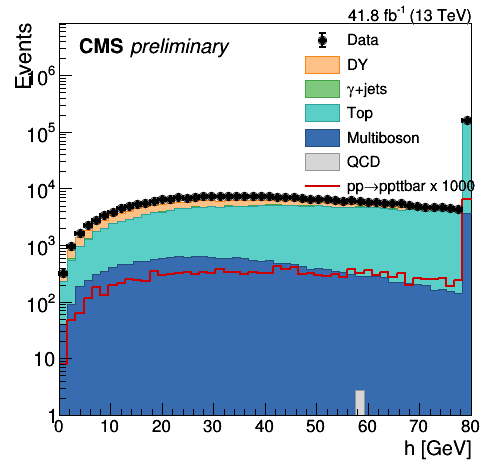 41.8 fb⁻¹ (13 TeV)
Events
CMS preliminary
Data
DY
γ+jets
Top
Multiboson
QCD
pp→ppttbar x 1000
10⁶
10⁵
10⁴
10³
10²
10
1
0 10 20 30 40 50 60 70 80
h [GeV]